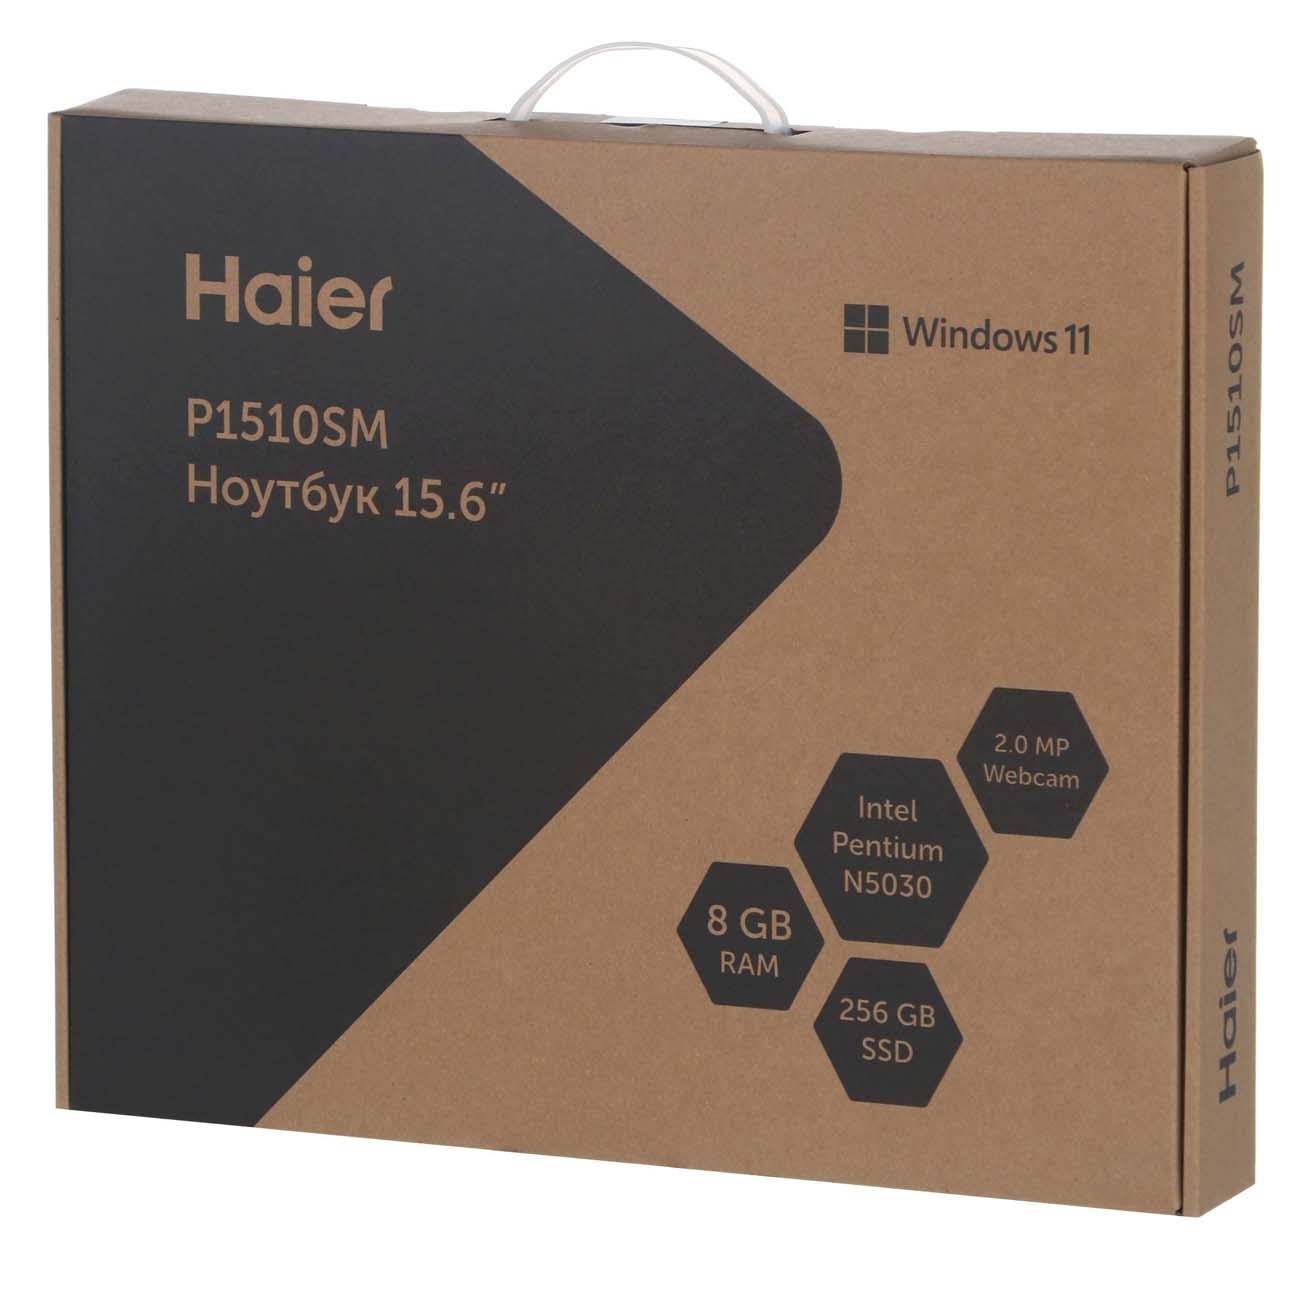 Haier
P1510SM
Ноутбук 15.6″
Windows 11
2.0 MP
Webcam
Intel
Pentium
N5030
8 GB
RAM
256 GB
SSD
P1510SM
Haier